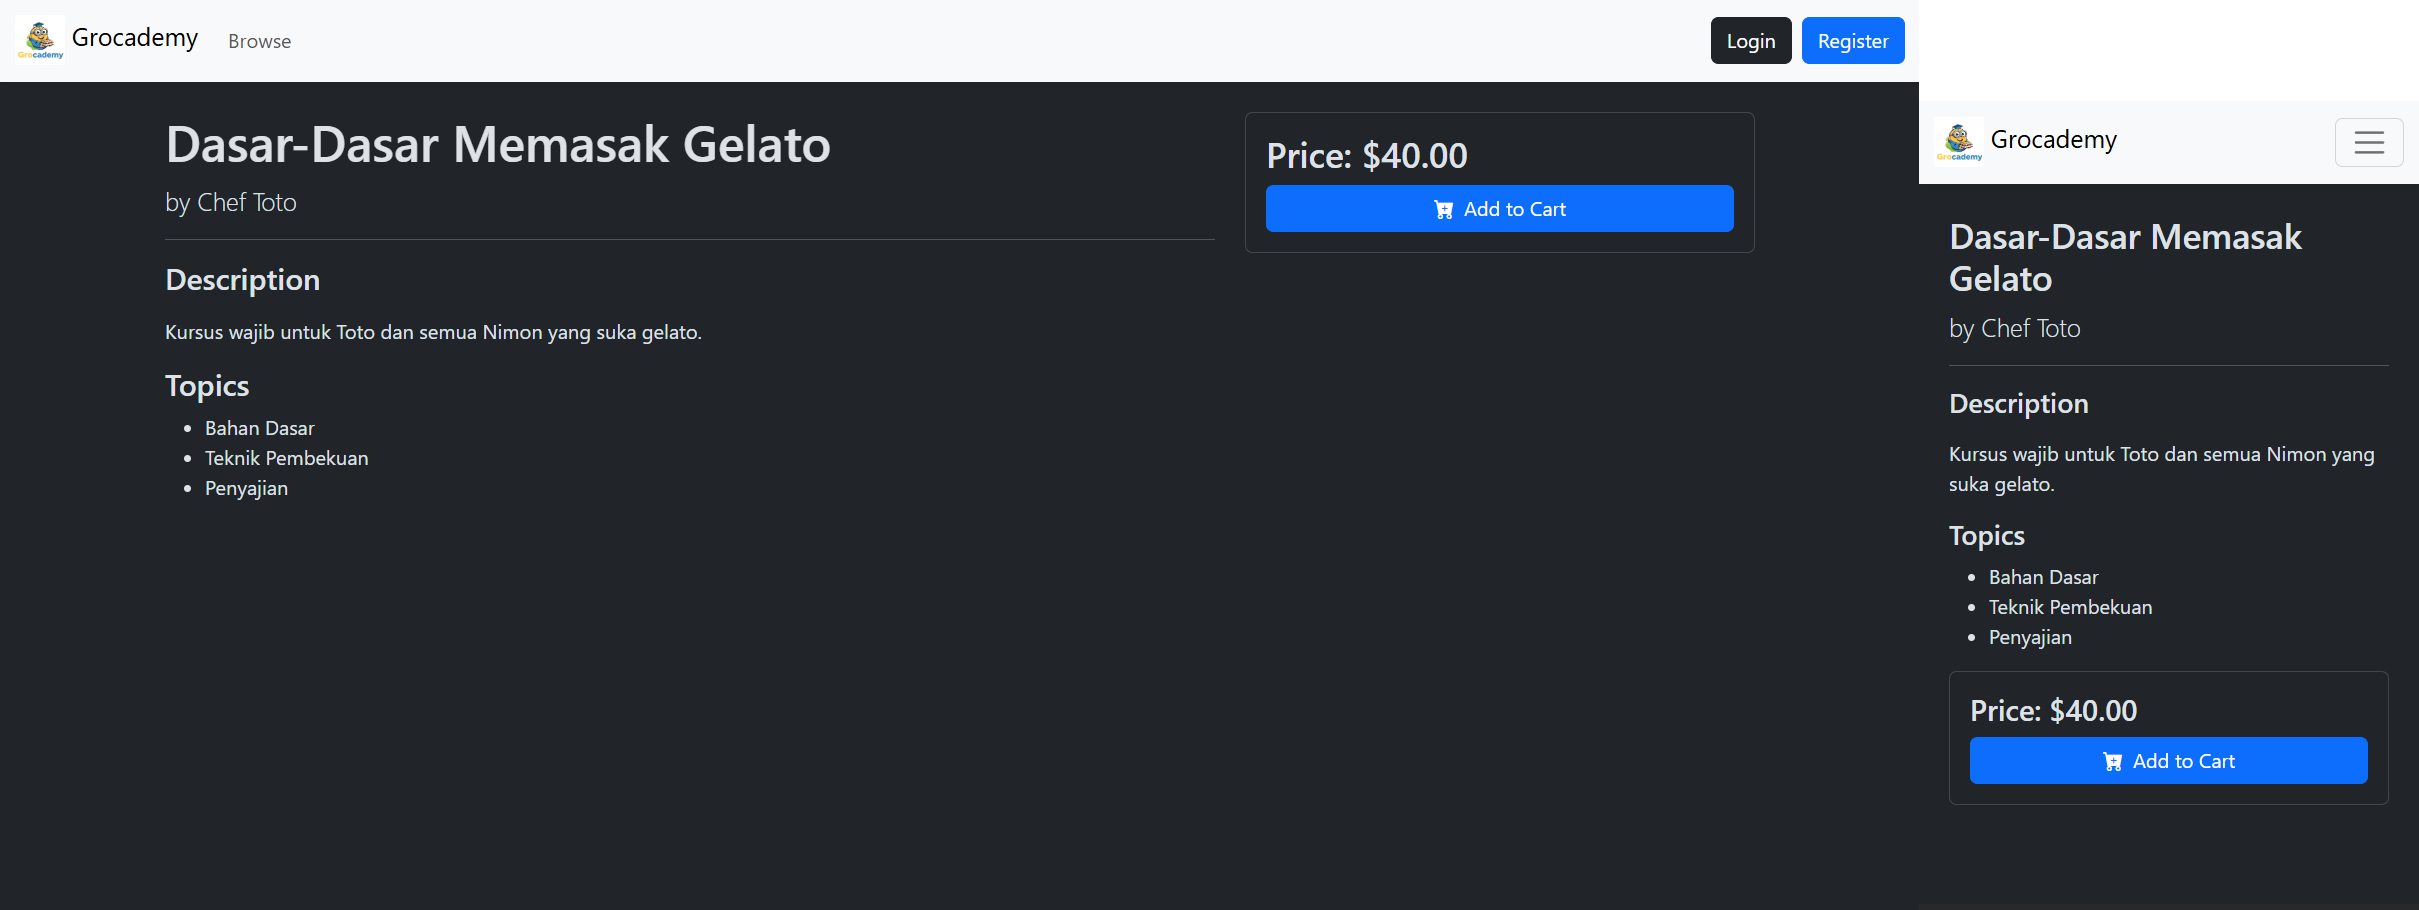 Grocademy
Grocademy
Browse
Login
Register
Dasar-Dasar Memasak Gelato
by Chef Toto
Description
Kursus wajib untuk Toto dan semua Nimon yang suka gelato.
Topics
Bahan Dasar
Teknik Pembekuan
Penyajian
Price: $40.00
Add to Cart
Grocademy
Grocademy
Dasar-Dasar Memasak
Gelato
by Chef Toto
Description
Kursus wajib untuk Toto dan semua Nimon yang
suka gelato.
Topics
Bahan Dasar
Teknik Pembekuan
Penyajian
Price: $40.00
Add to Cart